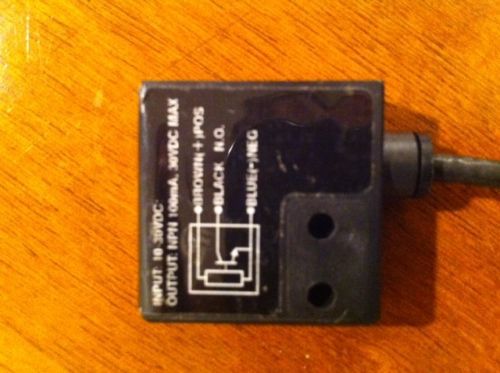 INPUT: 10-30VDC
OUTPUT: NPN 100mA, 30VDC MAX
BROWN(+)POS
BLACK N.O.
BLUE(-)NEG